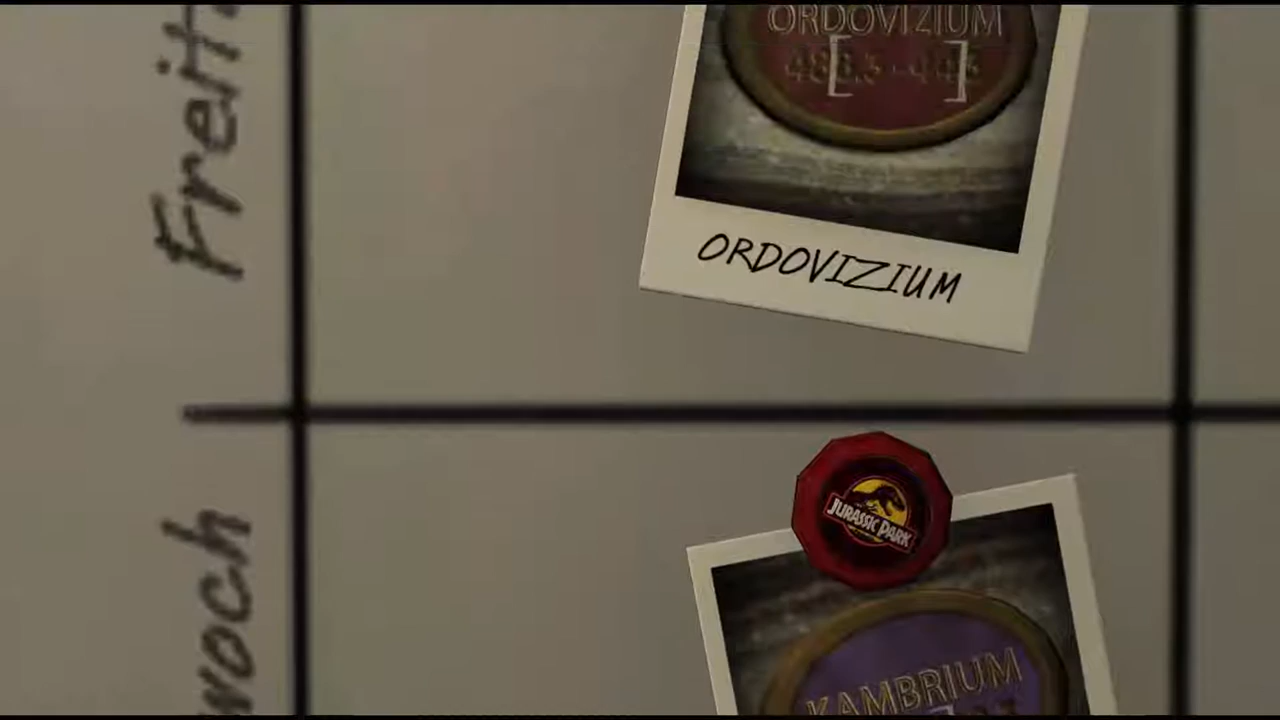 Freit
ORDOVIZIUM
ORDOVIZIUM
JURASSIC PARK
woch
KAMBRIUM